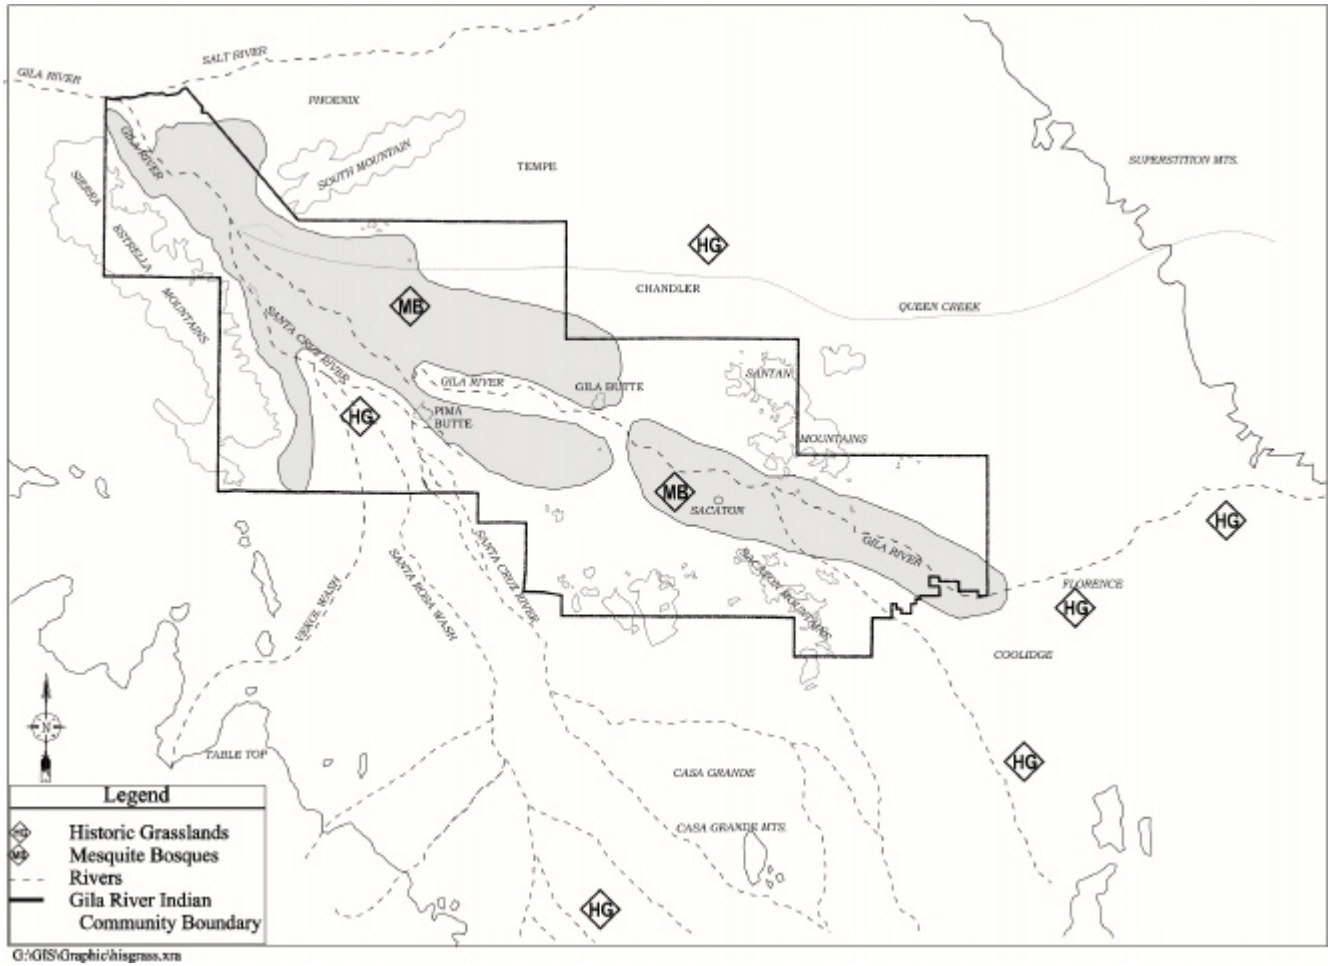 SALT RIVER
GILA RIVER
PHOENIX
GILA RIVER
SOUTH MOUNTAIN
TEMPE
SUPERSTITION MTS.
SIERRA
ESTRELLA
MOUNTAINS
HG
CHANDLER
QUEEN CREEK
MB
SANTA CRUZ RIVER
GILA RIVER
GILA BUTTE
SANTAN
MOUNTAINS
HG
PIMA
BUTTE
MB
SACATON
HG
GILA RIVER
SACATON MOUNTAINS
FLORENCE
HG
COOLIDGE
VEKOL WASH
SANTA ROSA WASH
SANTA CRUZ RIVER
N
TABLE TOP
CASA GRANDE
HG
CASA GRANDE MTS.
HG
Legend
HG Historic Grasslands
MB Mesquite Bosques
Rivers
Gila River Indian
Community Boundary
G:\GIS\Graphic\hisgrass.xra